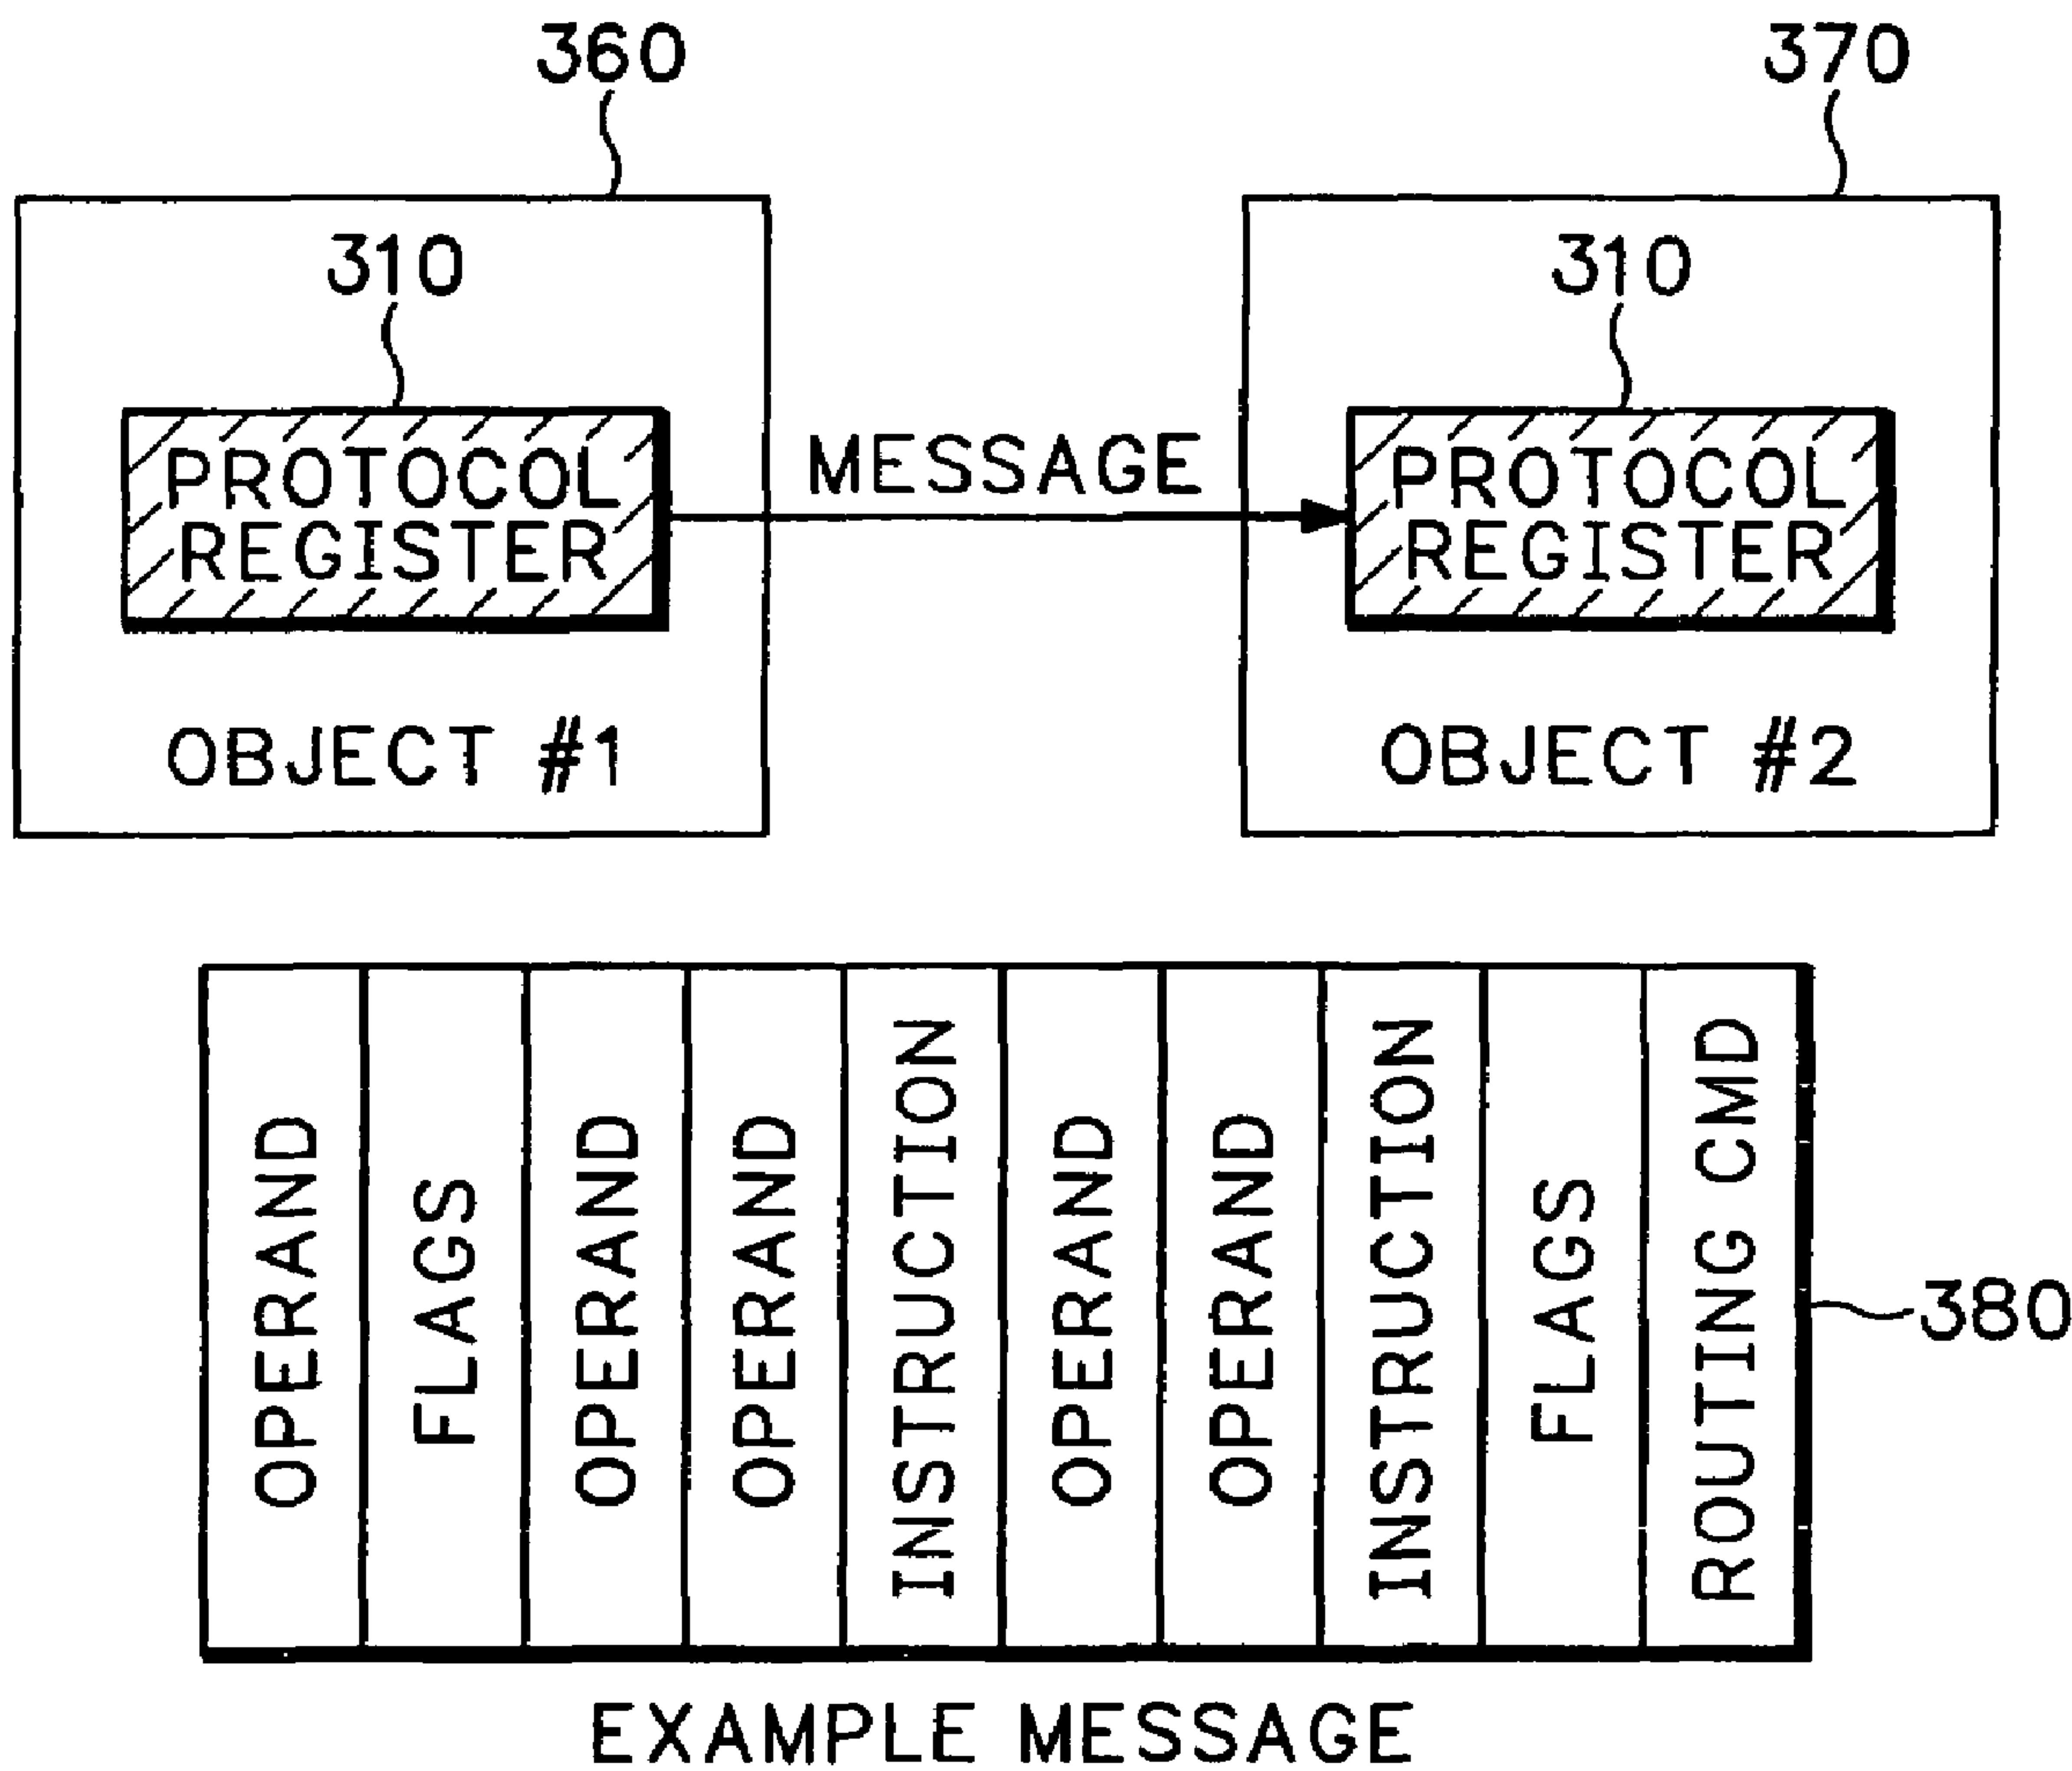 360
370
310
310
PROTOCOL
REGISTER
MESSAGE
PROTOCOL
REGISTER
OBJECT #1
OBJECT #2
OPERAND
FLAGS
OPERAND
OPERAND
INSTRUCTION
OPERAND
OPERAND
INSTRUCTION
FLAGS
ROUTING CMD
380
EXAMPLE MESSAGE